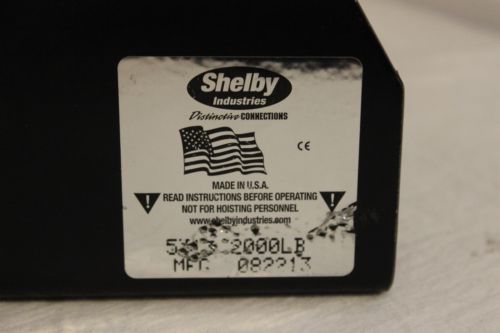 Shelby
Industries
Distinctive CONNECTIONS
CE
MADE IN U.S.A.
! READ INSTRUCTIONS BEFORE OPERATING !
NOT FOR HOISTING PERSONNEL
www.shelbyindustries.com
2000LB
MFG 082213